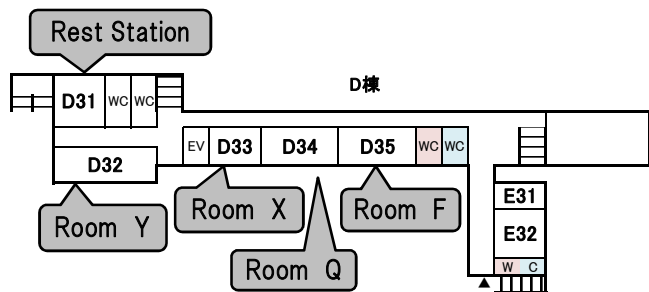 Rest Station
D棟
D31
WC
WC
EV
D33
D34
D35
WC
WC
D32
Room X
Room F
Room Y
Room Q
E31
E32
W
C